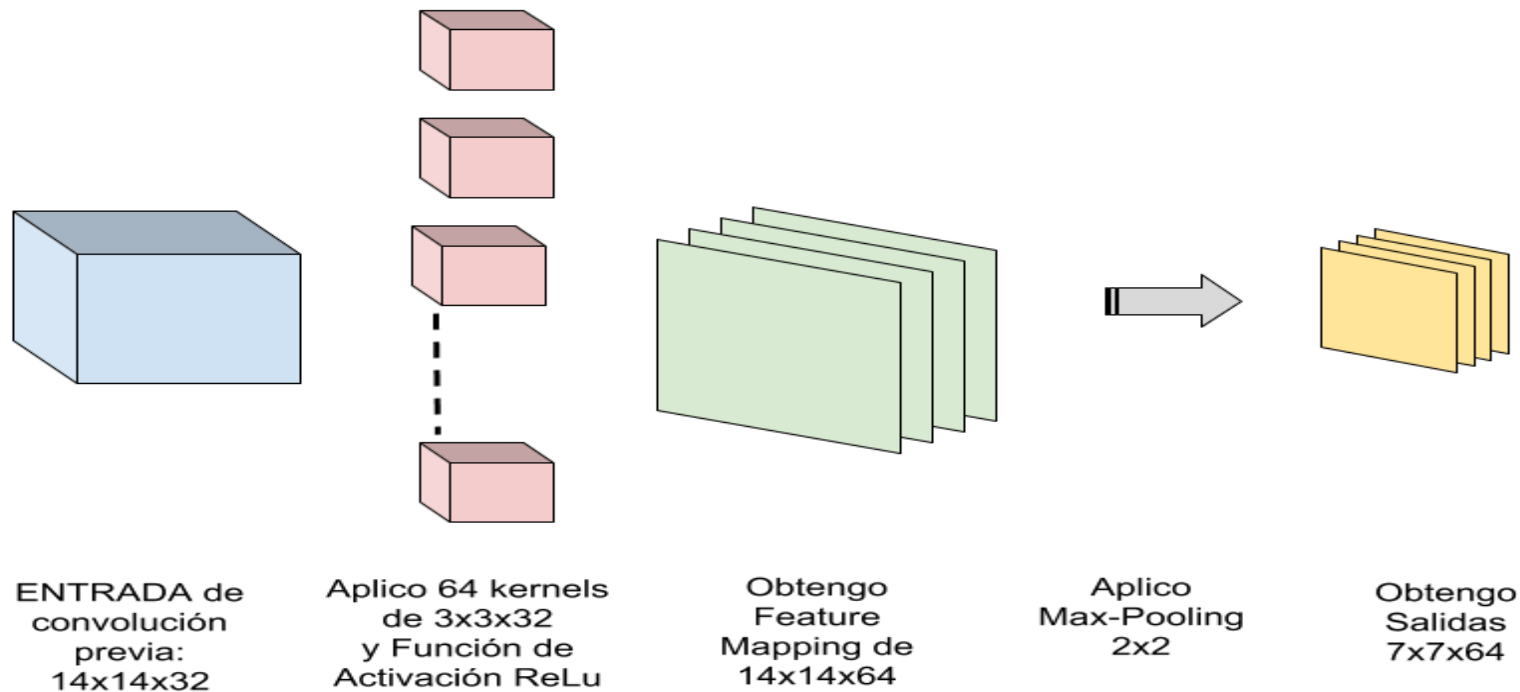 ENTRADA de
convolución
previa:
14x14x32
Aplico 64 kernels
de 3x3x32
y Función de
Activación ReLu
Obtengo
Feature
Mapping de
14x14x64
Aplico
Max-Pooling
2x2
Obtengo
Salidas
7x7x64